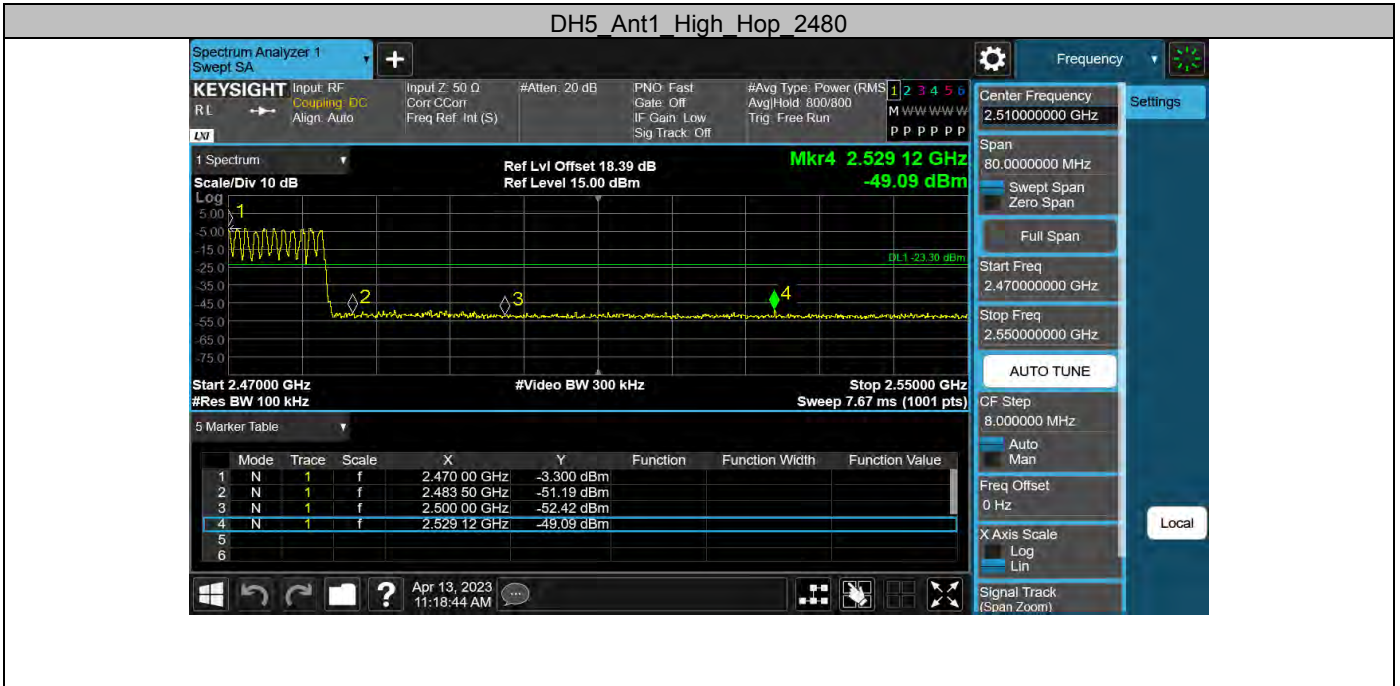 DH5_Ant1_High_Hop_2480
Spectrum Analyzer 1
Swept SA
+
Frequency
KEYSIGHT
RL
LXI
Input: RF
Coupling: DC
Align: Auto
Input Z: 50 Ω
Corr CCorr
Freq Ref: Int (S)
#Atten: 20 dB
PNO: Fast
Gate: Off
IF Gain: Low
Sig Track: Off
#Avg Type: Power (RMS
Avg|Hold: 800/800
Trig: Free Run
1 2 3 4 5 6
M W W W W W
P P P P P P
Center Frequency
2.510000000 GHz
Settings
Span
80.0000000 MHz
Swept Span
Zero Span
Full Span
Start Freq
2.470000000 GHz
Stop Freq
2.550000000 GHz
AUTO TUNE
CF Step
8.000000 MHz
Auto
Man
Freq Offset
0 Hz
X Axis Scale
Log
Lin
Signal Track
(Span Zoom)
Local
1 Spectrum
Scale/Div 10 dB
Ref Lvl Offset 18.39 dB
Ref Level 15.00 dBm
Mkr4 2.529 12 GHz
-49.09 dBm
Log
5.00
-5.00
-15.0
-25.0
-35.0
-45.0
-55.0
-65.0
-75.0
1
2
3
4
DL1 -23.30 dBm
Start 2.47000 GHz
#Video BW 300 kHz
Stop 2.55000 GHz
#Res BW 100 kHz
Sweep 7.67 ms (1001 pts)
5 Marker Table
Mode Trace Scale X Y Function Function Width Function Value
1 N 1 f 2.470 00 GHz -3.300 dBm
2 N 1 f 2.483 50 GHz -51.19 dBm
3 N 1 f 2.500 00 GHz -52.42 dBm
4 N 1 f 2.529 12 GHz -49.09 dBm
5
6
?
Apr 13, 2023
11:18:44 AM